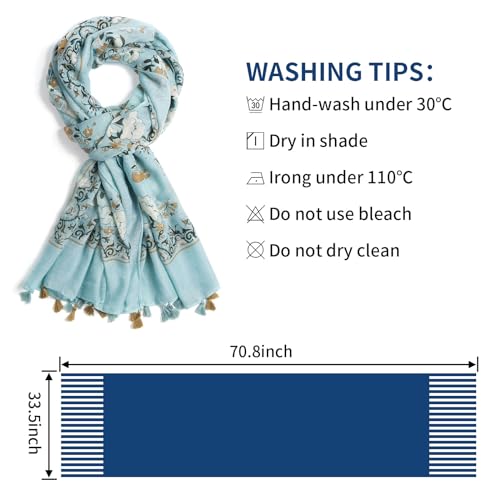 WASHING TIPS:
30 Hand-wash under 30°C
Dry in shade
Irong under 110°C
Do not use bleach
Do not dry clean
70.8inch
33.5inch